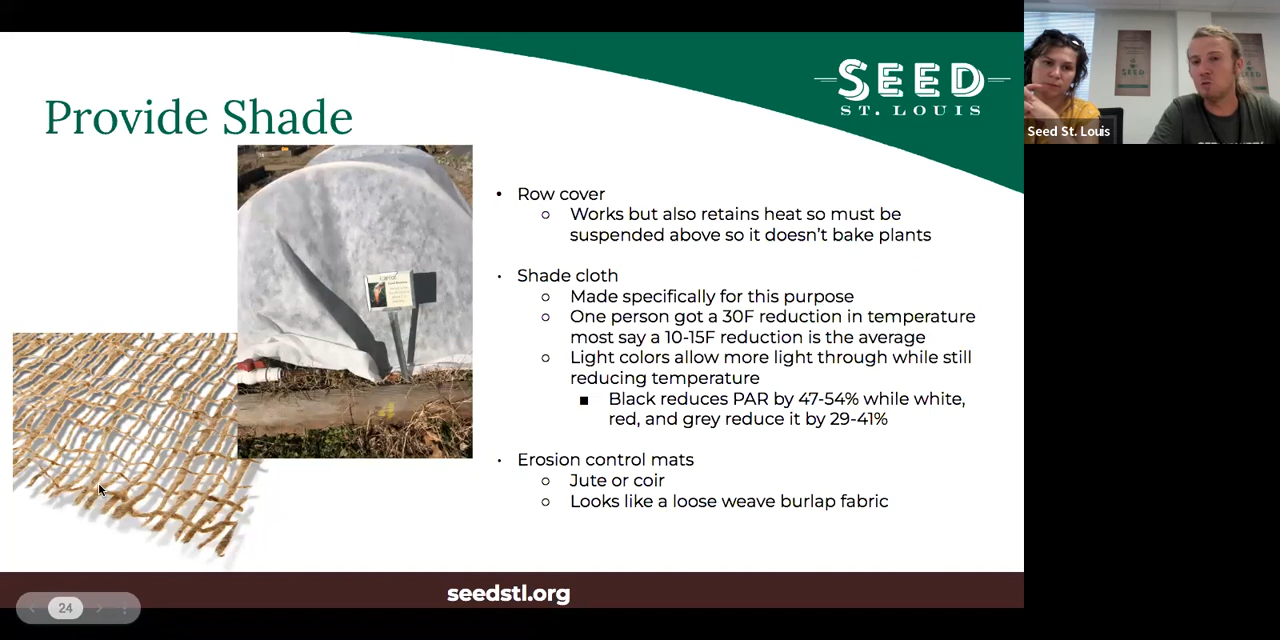 SEED
ST. LOUIS
Seed St. Louis
Provide Shade
• Row cover
o Works but also retains heat so must be
suspended above so it doesn't bake plants
• Shade cloth
o Made specifically for this purpose
o One person got a 30F reduction in temperature
most say a 10-15F reduction is the average
o Light colors allow more light through while still
reducing temperature
■ Black reduces PAR by 47-54% while white,
red, and grey reduce it by 29-41%
• Erosion control mats
o Jute or coir
o Looks like a loose weave burlap fabric
seedstl.org
24